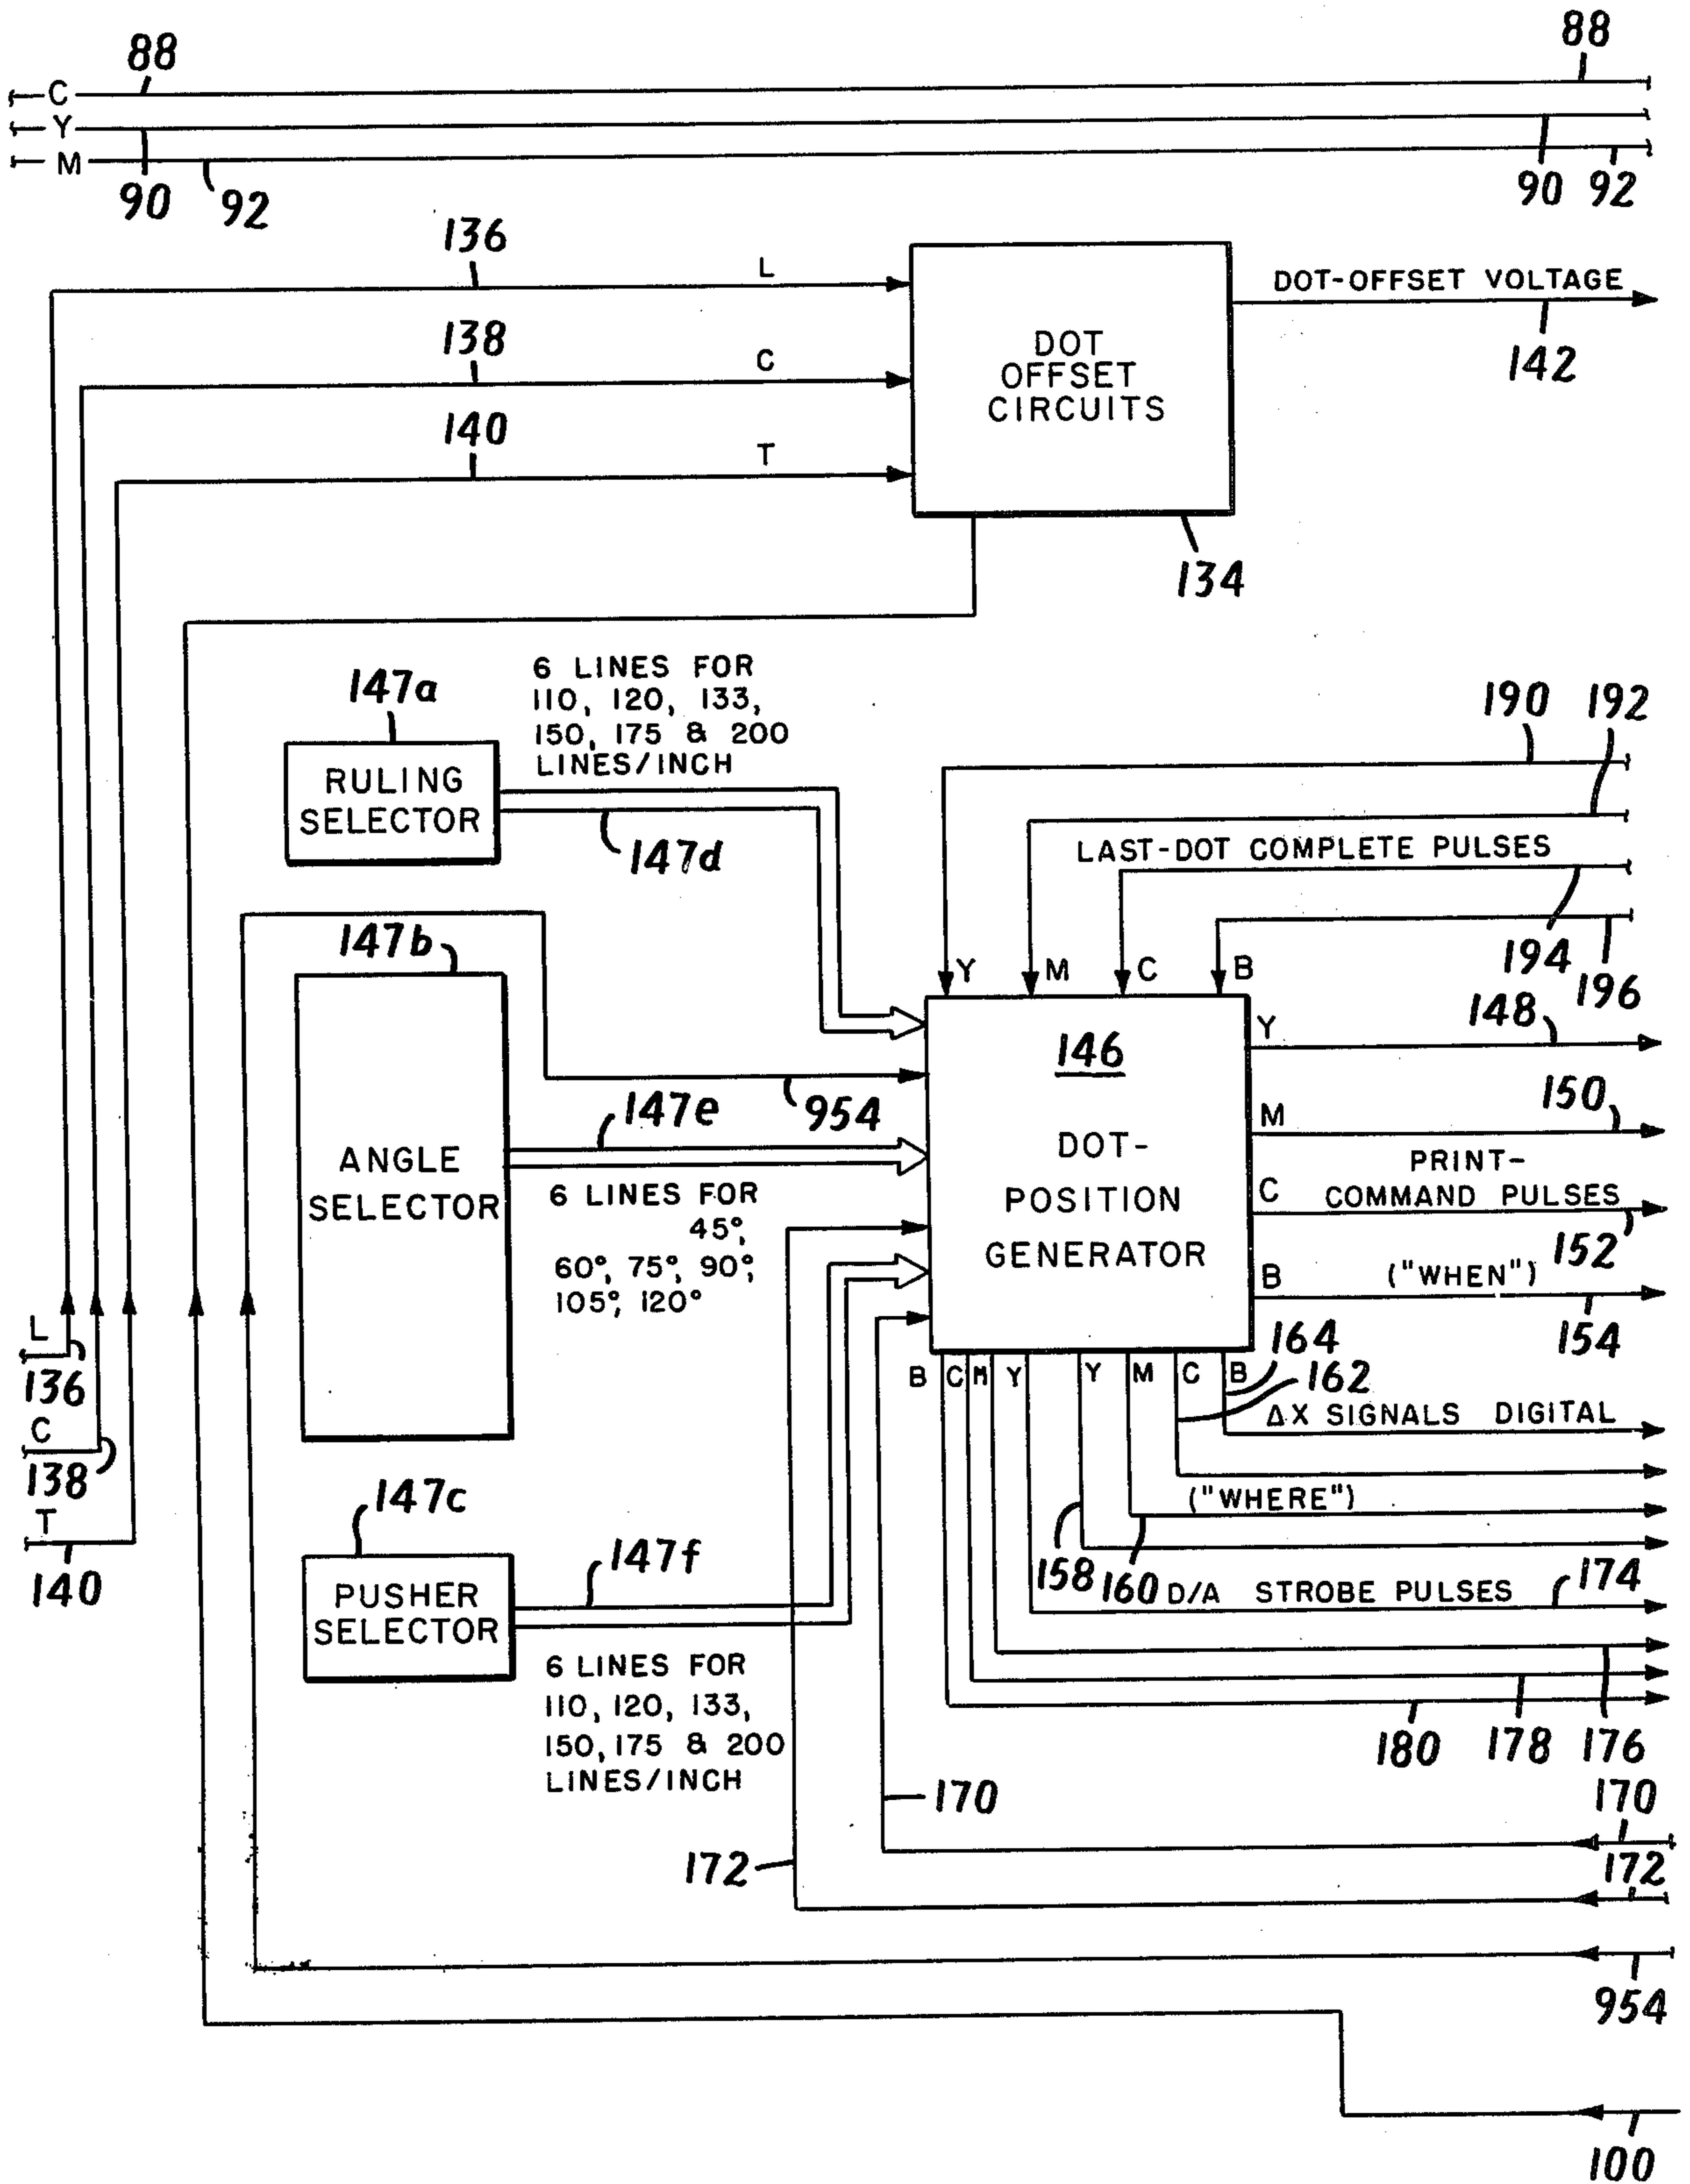 88
88
C
Y
M
90
92
90
92
136
L
DOT-OFFSET VOLTAGE
142
138
C
DOT
OFFSET
CIRCUITS
140
T
134
147a
6 LINES FOR
110, 120, 133,
150, 175 & 200
LINES/INCH
RULING
SELECTOR
147d
190
192
LAST-DOT COMPLETE PULSES
194
196
147b
Y
M
C
B
146
Y
148
954
147e
M
150
ANGLE
SELECTOR
DOT-
POSITION
GENERATOR
PRINT-
C COMMAND PULSES
152
6 LINES FOR
45°,
60°, 75°, 90°,
105°, 120°
B
("WHEN")
154
L
136
C
138
T
140
B C M Y Y M C B
164
162
ΔX SIGNALS DIGITAL
("WHERE")
147c
158
160
D/A STROBE PULSES
174
147f
PUSHER
SELECTOR
6 LINES FOR
110, 120, 133,
150, 175 & 200
LINES/INCH
180
178
176
170
170
172
172
954
100